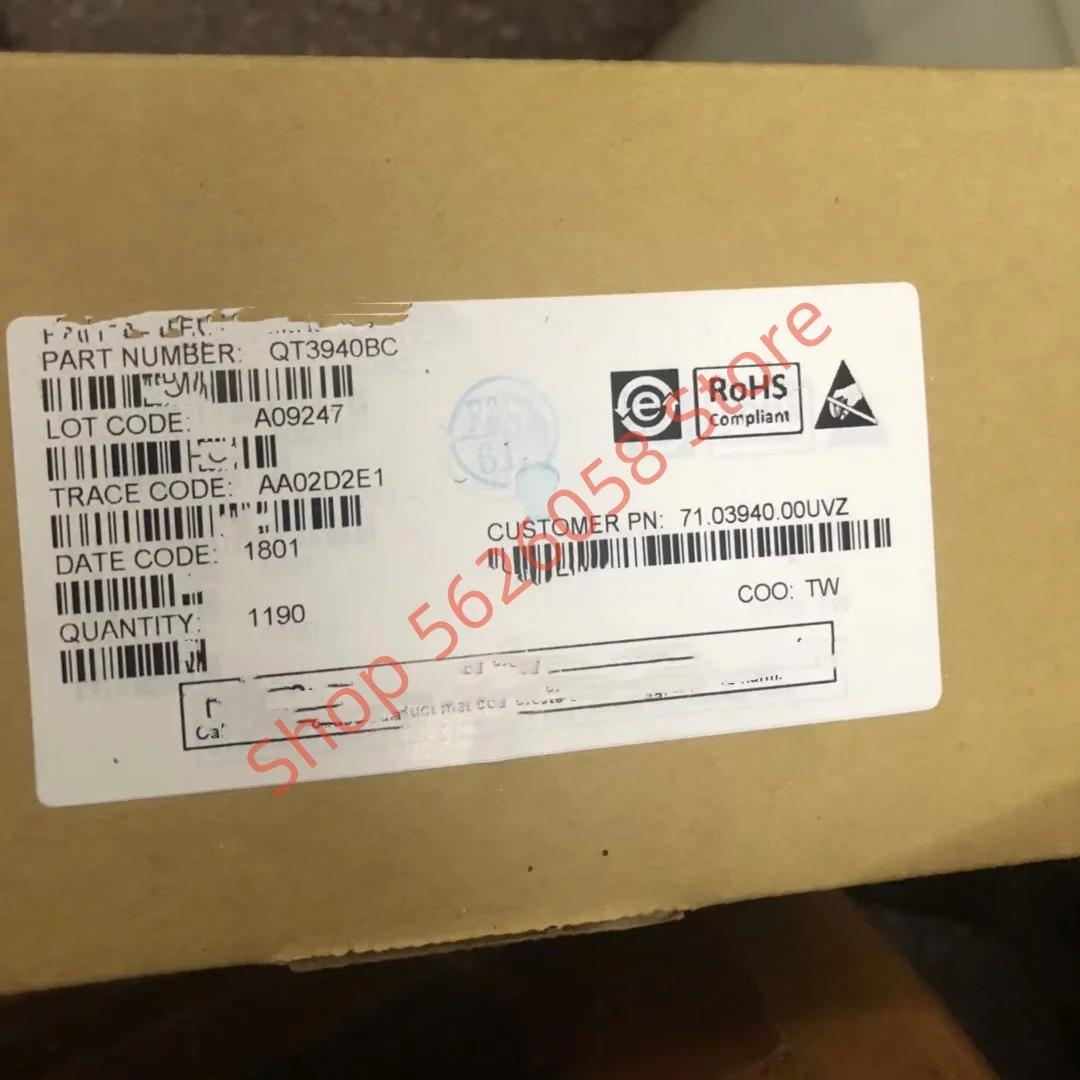 PART NUMBER: QT3940BC
LOT CODE: A09247
TRACE CODE: AA02D2E1
DATE CODE: 1801
QUANTITY: 1190
e
RoHS
Compliant
CUSTOMER PN: 71.03940.00UVZ
COO: TW
Shop 5626058 Store